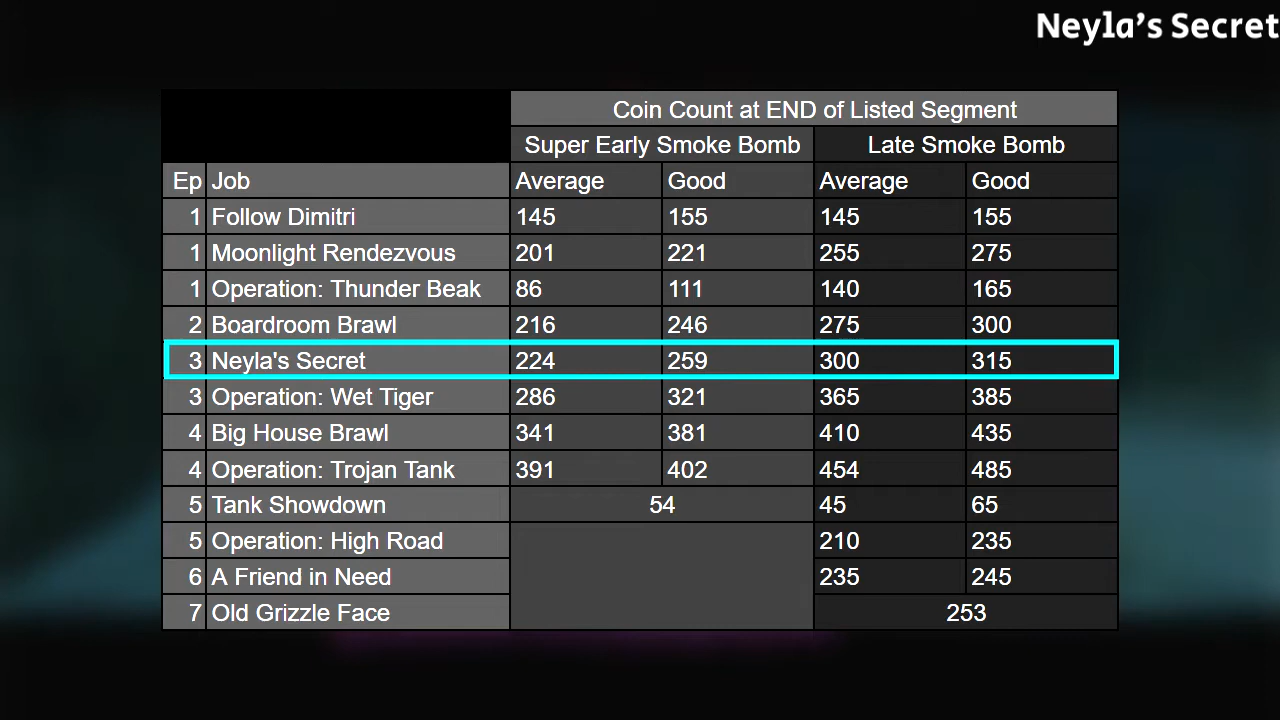 Neyla's Secret
Coin Count at END of Listed Segment
Super Early Smoke Bomb Late Smoke Bomb
Ep Job Average Good Average Good
1 Follow Dimitri 145 155 145 155
1 Moonlight Rendezvous 201 221 255 275
1 Operation: Thunder Beak 86 111 140 165
2 Boardroom Brawl 216 246 275 300
3 Neyla's Secret 224 259 300 315
3 Operation: Wet Tiger 286 321 365 385
4 Big House Brawl 341 381 410 435
4 Operation: Trojan Tank 391 402 454 485
5 Tank Showdown 54 45 65
5 Operation: High Road 210 235
6 A Friend in Need 235 245
7 Old Grizzle Face 253